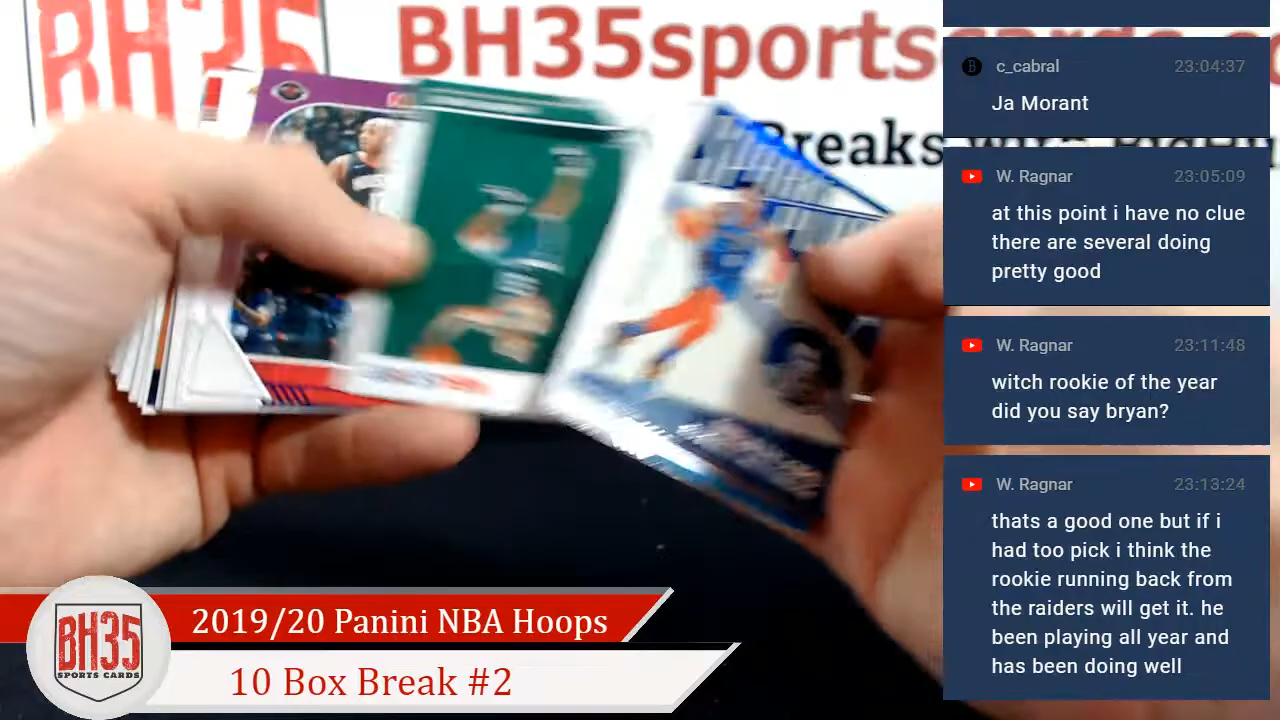 BH35
BH35sportscards.co
Breaks
c_cabral 23:04:37
Ja Morant
W. Ragnar 23:05:09
at this point i have no clue
there are several doing
pretty good
W. Ragnar 23:11:48
witch rookie of the year
did you say bryan?
W. Ragnar 23:13:24
thats a good one but if i
had too pick i think the
rookie running back from
the raiders will get it. he
been playing all year and
has been doing well
BH35
SPORTS CARDS
2019/20 Panini NBA Hoops
10 Box Break #2